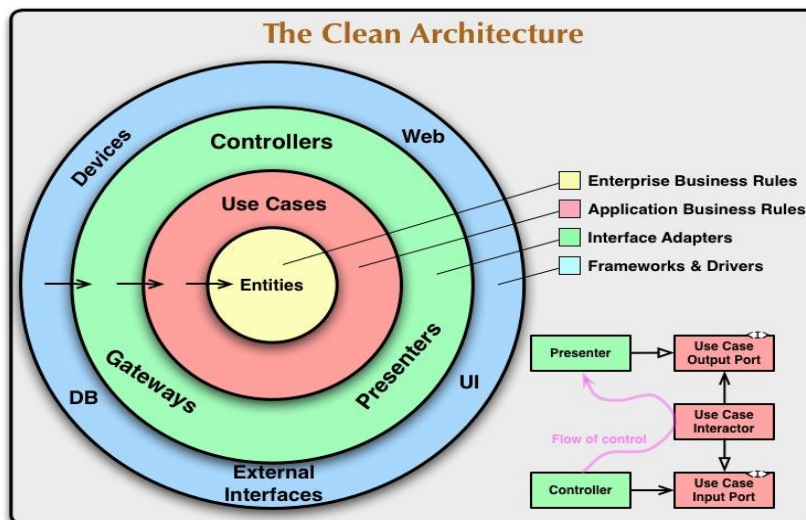 The Clean Architecture
Devices
Web
Controllers
Use Cases
Entities
Gateways
Presenters
DB
UI
External
Interfaces
Enterprise Business Rules
Application Business Rules
Interface Adapters
Frameworks & Drivers
Presenter
<I>
Use Case
Output Port
Use Case
Interactor
Flow of control
Controller
<I>
Use Case
Input Port